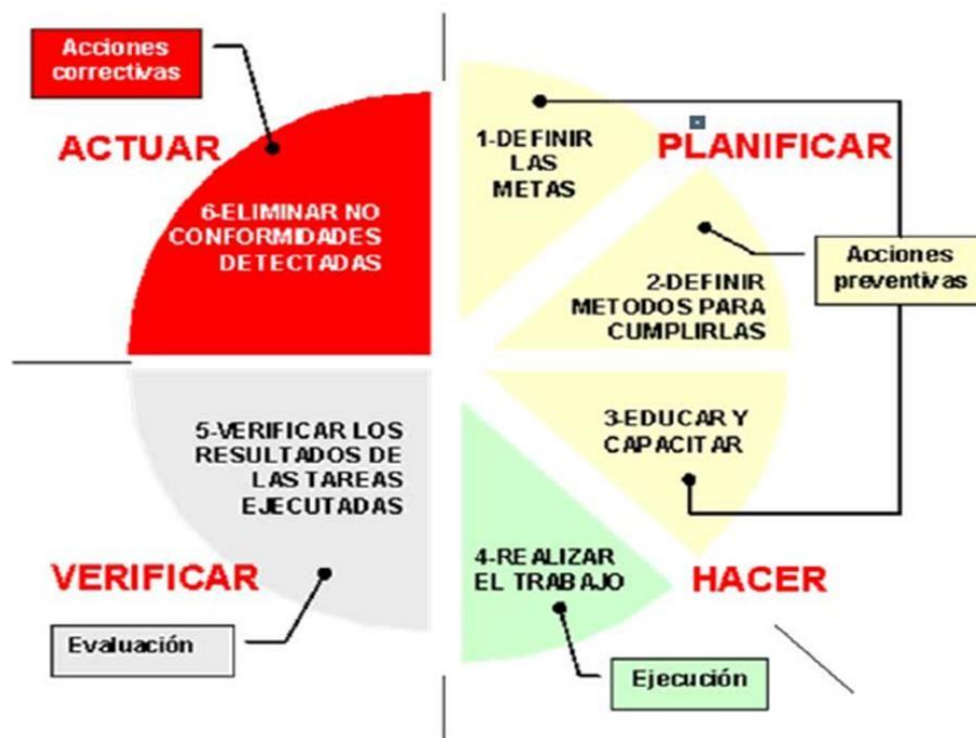 Acciones
correctivas
ACTUAR
6-ELIMINAR NO
CONFORMIDADES
DETECTADAS
1-DEFINIR
LAS
METAS
PLANIFICAR
Acciones
preventivas
2-DEFINIR
METODOS PARA
CUMPLIRLAS
3-EDUCAR Y
CAPACITAR
5-VERIFICAR LOS
RESULTADOS DE
LAS TAREAS
EJECUTADAS
VERIFICAR
Evaluación
4-REALIZAR
EL TRABAJO
HACER
Ejecución